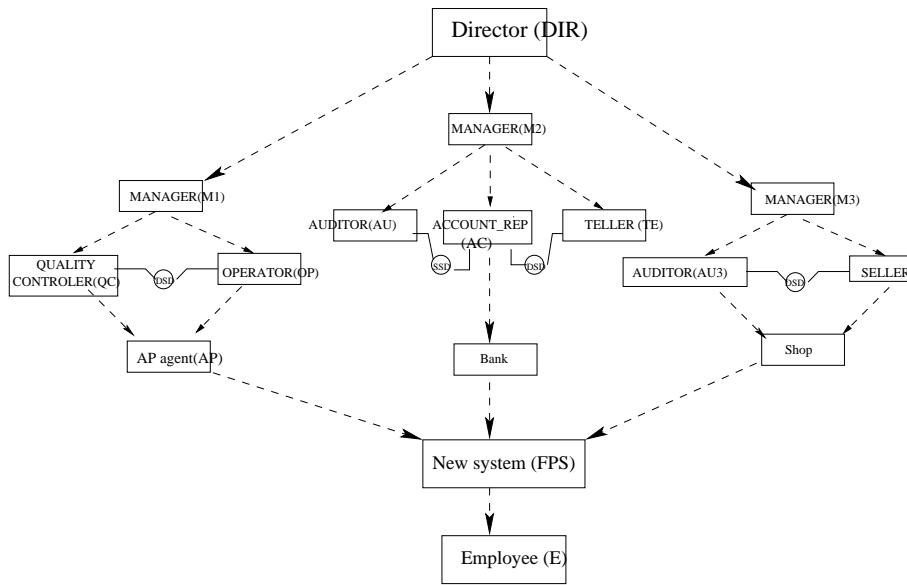 Director (DIR)
MANAGER(M2)
MANAGER(M1)
MANAGER(M3)
AUDITOR(AU)
ACCOUNT_REP
(AC)
TELLER (TE)
SSD
DSD
QUALITY
CONTROLER(QC)
DSD
OPERATOR(OP)
AUDITOR(AU3)
DSD
SELLER
AP agent(AP)
Bank
Shop
New system (FPS)
Employee (E)